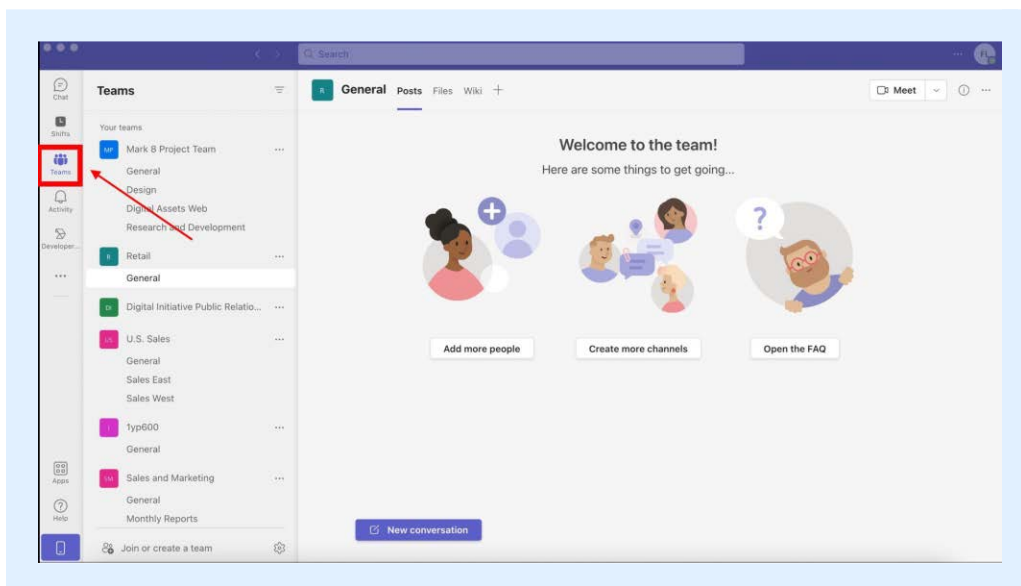 Search
Chat
Shifts
Teams
Activity
Developer...
Apps
Help
Teams
Your teams
MP Mark 8 Project Team
General
Design
Digital Assets Web
Research and Development
R Retail
General
DI Digital Initiative Public Relatio...
US U.S. Sales
General
Sales East
Sales West
1 1yp600
General
SM Sales and Marketing
General
Monthly Reports
Join or create a team
R General Posts Files Wiki +
Meet
Welcome to the team!
Here are some things to get going...
?
Add more people
Create more channels
Open the FAQ
New conversation